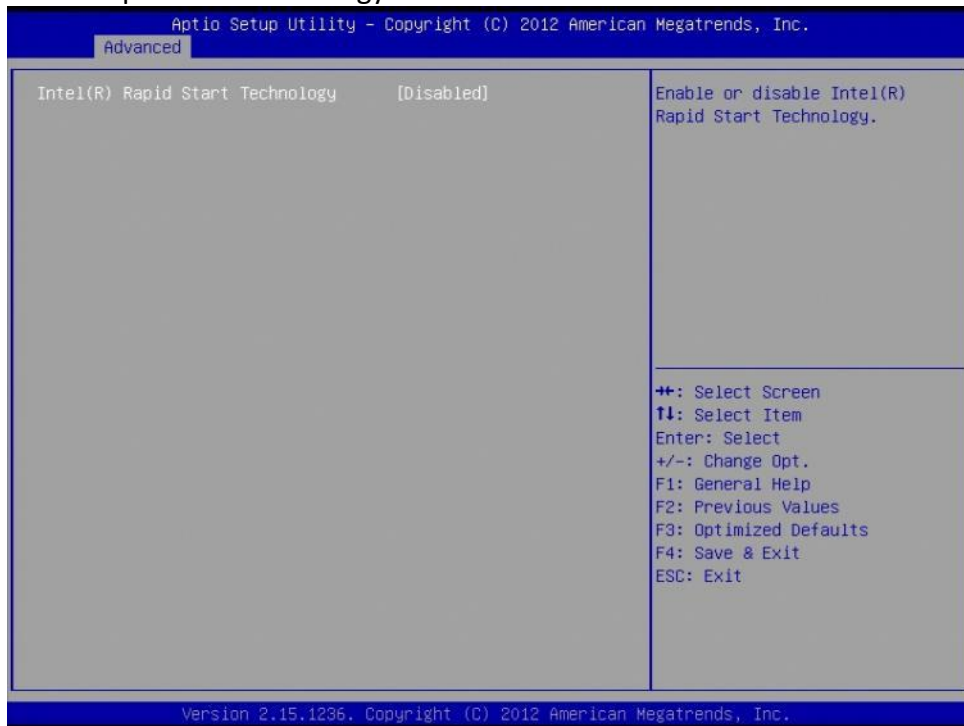 Aptio Setup Utility - Copyright (C) 2012 American Megatrends, Inc.
Advanced
Intel(R) Rapid Start Technology [Disabled]
Enable or disable Intel(R)
Rapid Start Technology.
→←: Select Screen
↑↓: Select Item
Enter: Select
+/-: Change Opt.
F1: General Help
F2: Previous Values
F3: Optimized Defaults
F4: Save & Exit
ESC: Exit
Version 2.15.1236. Copyright (C) 2012 American Megatrends, Inc.